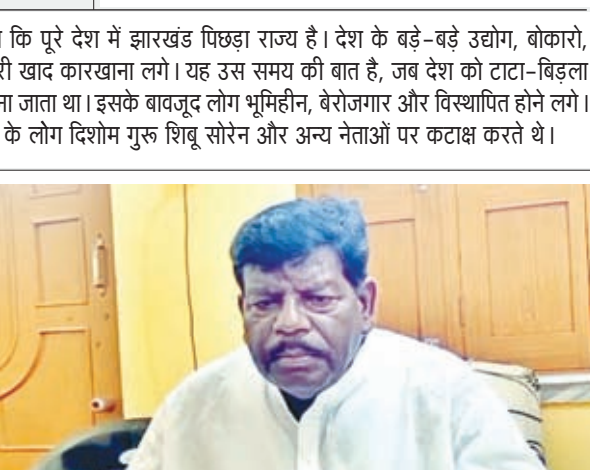 कि पूरे देश में झारखंड पिछड़ा राज्य है। देश के बड़े-बड़े उद्योग, बोकारो,
री खाद कारखाना लगे। यह उस समय की बात है, जब देश को टाटा-बिड़ला
ना जाता था। इसके बावजूद लोग भूमिहीन, बेरोजगार और विस्थापित होने लगे।
के लोग दिशोम गुरू शिबू सोरेन और अन्य नेताओं पर कटाक्ष करते थे।